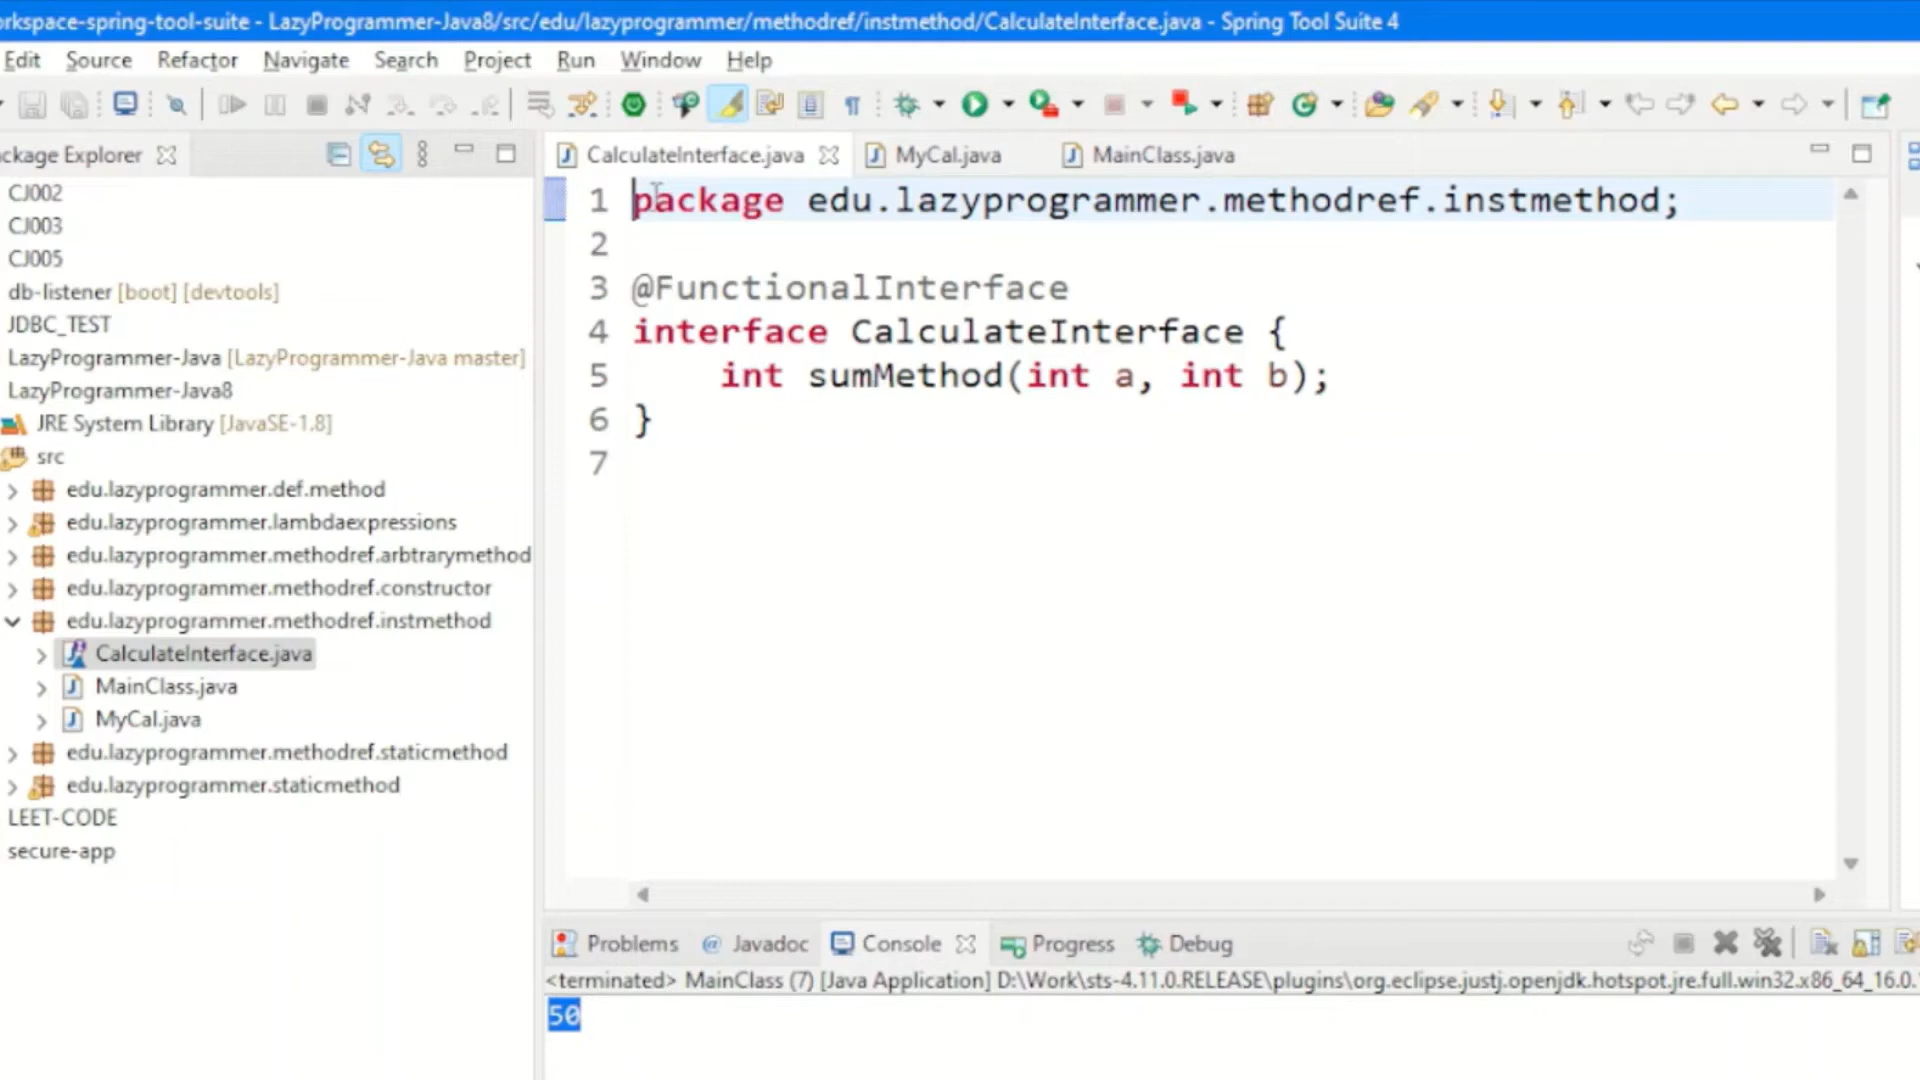 orkspace-spring-tool-suite - LazyProgrammer-Java8/src/edu/lazyprogrammer/methodref/instmethod/CalculateInterface.java - Spring Tool Suite 4
Edit Source Refactor Navigate Search Project Run Window Help
ckage Explorer
CalculateInterface.java MyCal.java MainClass.java
CJ002
CJ003
CJ005
db-listener [boot] [devtools]
JDBC_TEST
LazyProgrammer-Java [LazyProgrammer-Java master]
LazyProgrammer-Java8
JRE System Library [JavaSE-1.8]
src
edu.lazyprogrammer.def.method
edu.lazyprogrammer.lambdaexpressions
edu.lazyprogrammer.methodref.arbtrarymethod
edu.lazyprogrammer.methodref.constructor
edu.lazyprogrammer.methodref.instmethod
CalculateInterface.java
MainClass.java
MyCal.java
edu.lazyprogrammer.methodref.staticmethod
edu.lazyprogrammer.staticmethod
LEET-CODE
secure-app
1 package edu.lazyprogrammer.methodref.instmethod;
2
3 @FunctionalInterface
4 interface CalculateInterface {
5 int sumMethod(int a, int b);
6 }
7
Problems @ Javadoc Console Progress Debug
<terminated> MainClass (7) [Java Application] D:\Work\sts-4.11.0.RELEASE\plugins\org.eclipse.justj.openjdk.hotspot.jre.full.win32.x86_64_16.0.
50